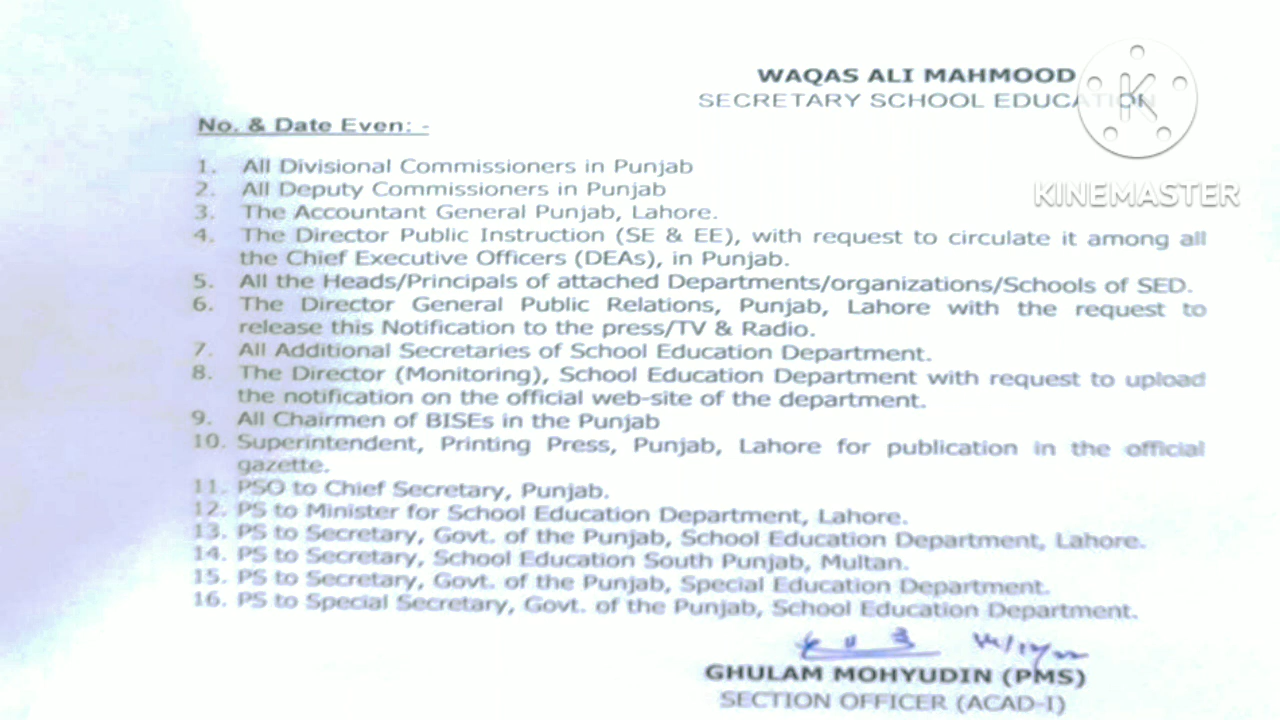 WAQAS ALI MAHMOOD
SECRETARY SCHOOL EDUCATION
KINEMASTER
No. & Date Even: -
1. All Divisional Commissioners in Punjab
2. All Deputy Commissioners in Punjab
3. The Accountant General Punjab, Lahore.
4. The Director Public Instruction (SE & EE), with request to circulate it among all
the Chief Executive Officers (DEAs), in Punjab.
5. All the Heads/Principals of attached Departments/organizations/Schools of SED.
6. The Director General Public Relations, Punjab, Lahore with the request to
release this Notification to the press/TV & Radio.
7. All Additional Secretaries of School Education Department.
8. The Director (Monitoring), School Education Department with request to upload
the notification on the official web-site of the department.
9. All Chairmen of BISEs in the Punjab
10. Superintendent, Printing Press, Punjab, Lahore for publication in the official
gazette.
11. PSO to Chief Secretary, Punjab.
12. PS to Minister for School Education Department, Lahore.
13. PS to Secretary, Govt. of the Punjab, School Education Department, Lahore.
14. PS to Secretary, School Education South Punjab, Multan.
15. PS to Secretary, Govt. of the Punjab, Special Education Department.
16. PS to Special Secretary, Govt. of the Punjab, School Education Department.
GHULAM MOHYUDIN (PMS)
SECTION OFFICER (ACAD-I)